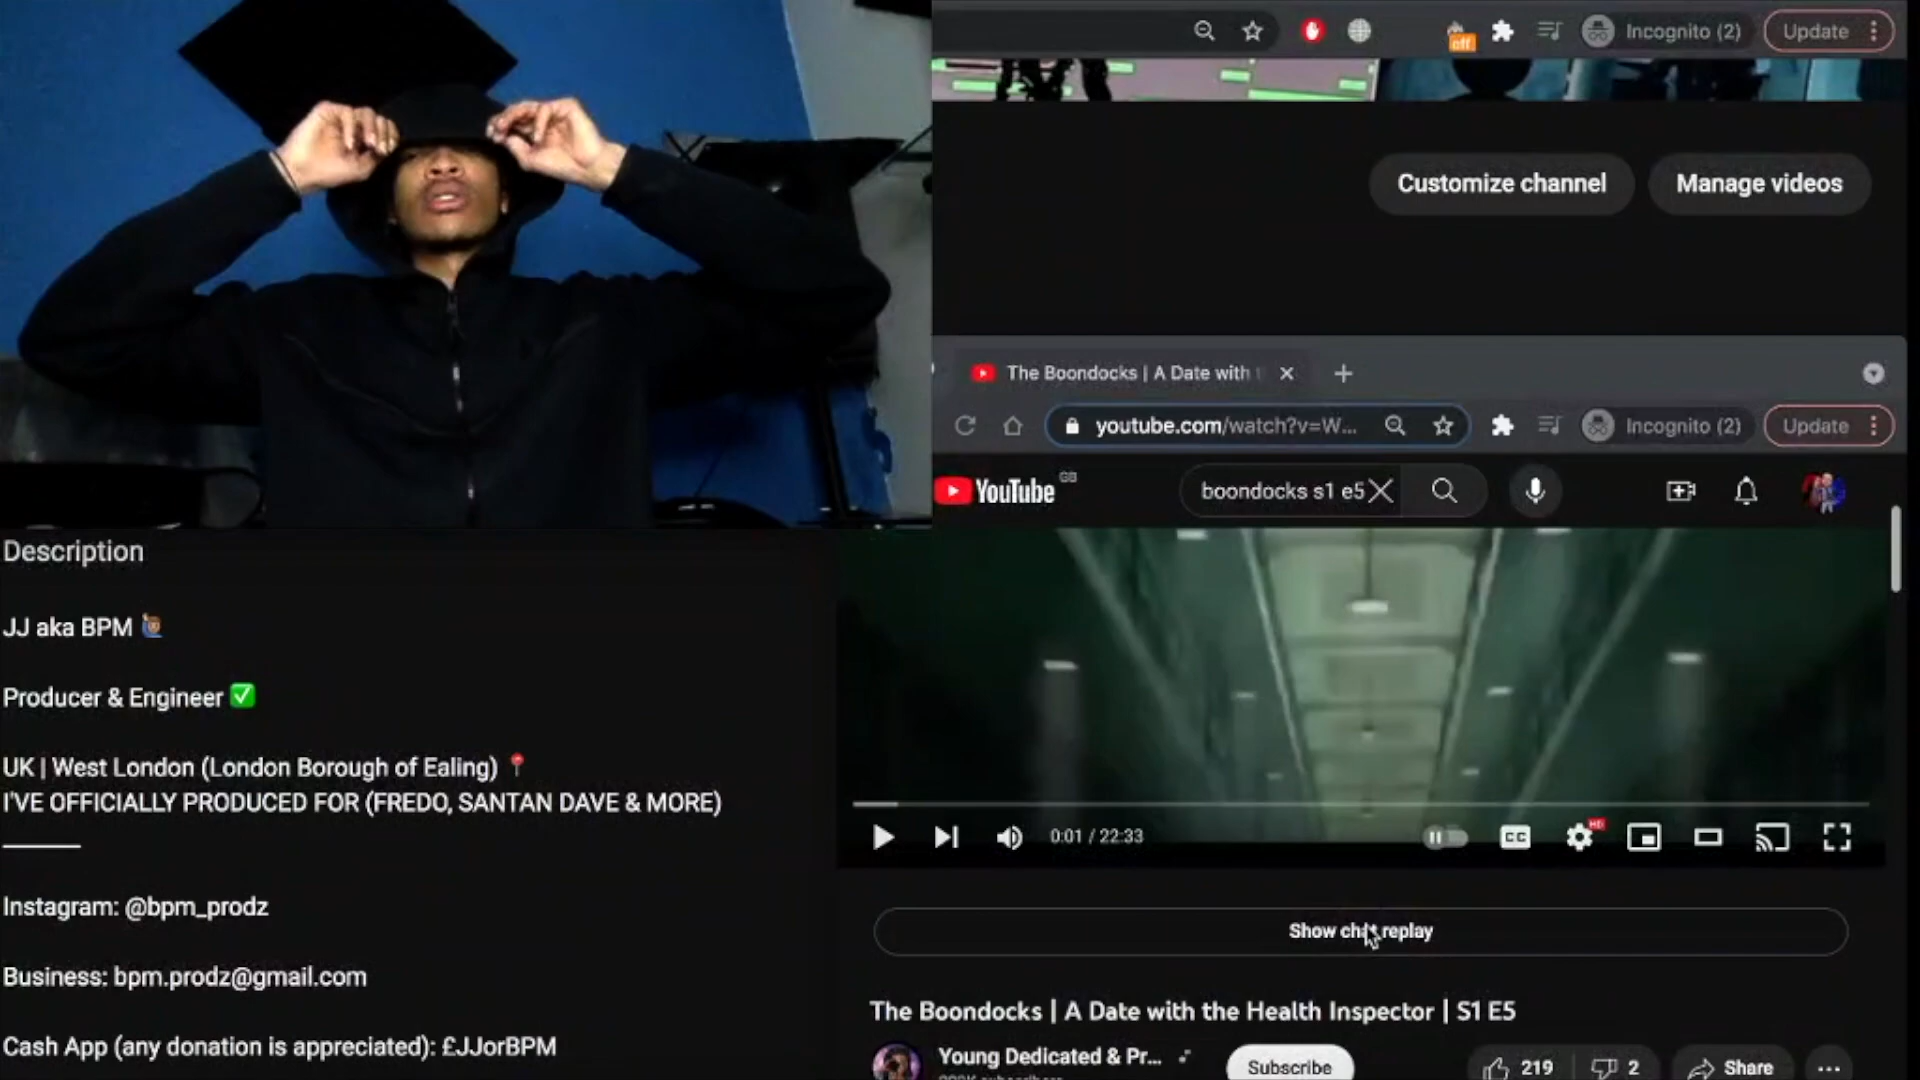 off
Incognito (2)
Update
Customize channel
Manage videos
The Boondocks | A Date with
youtube.com/watch?v=W...
Incognito (2)
Update
YouTube GB
boondocks s1 e5
Description
JJ aka BPM
Producer & Engineer
UK | West London (London Borough of Ealing)
I'VE OFFICIALLY PRODUCED FOR (FREDO, SANTAN DAVE & MORE)
Instagram: @bpm_prodz
Business: bpm.prodz@gmail.com
Cash App (any donation is appreciated): £JJorBPM
0:01 / 22:33
CC
HD
Show chat replay
The Boondocks | A Date with the Health Inspector | S1 E5
Young Dedicated & Pr...
Subscribe
219
2
Share